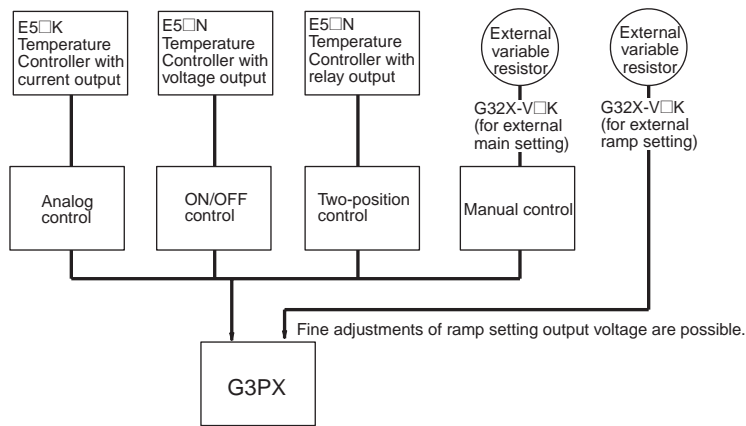 E5□K
Temperature
Controller with
current output
E5□N
Temperature
Controller with
voltage output
E5□N
Temperature
Controller with
relay output
External
variable
resistor
External
variable
resistor
G32X-V□K
(for external
main setting)
G32X-V□K
(for external
ramp setting)
Analog
control
ON/OFF
control
Two-position
control
Manual control
Fine adjustments of ramp setting output voltage are possible.
G3PX